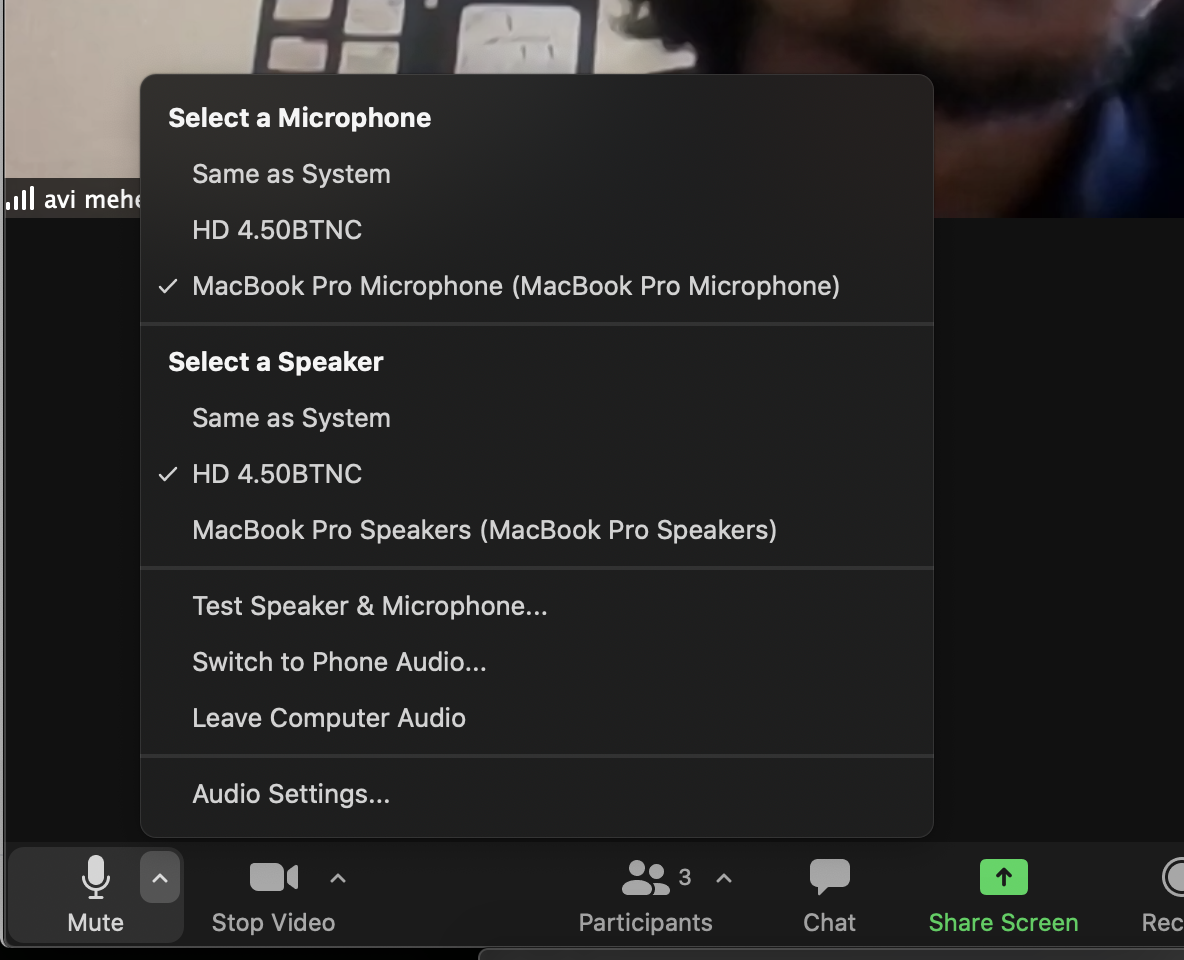 Select a Microphone
Same as System
HD 4.50BTNC
MacBook Pro Microphone (MacBook Pro Microphone)
avi mehe
Select a Speaker
Same as System
HD 4.50BTNC
MacBook Pro Speakers (MacBook Pro Speakers)
Test Speaker & Microphone...
Switch to Phone Audio...
Leave Computer Audio
Audio Settings...
3
Mute
Stop Video
Participants
Chat
Share Screen
Rec